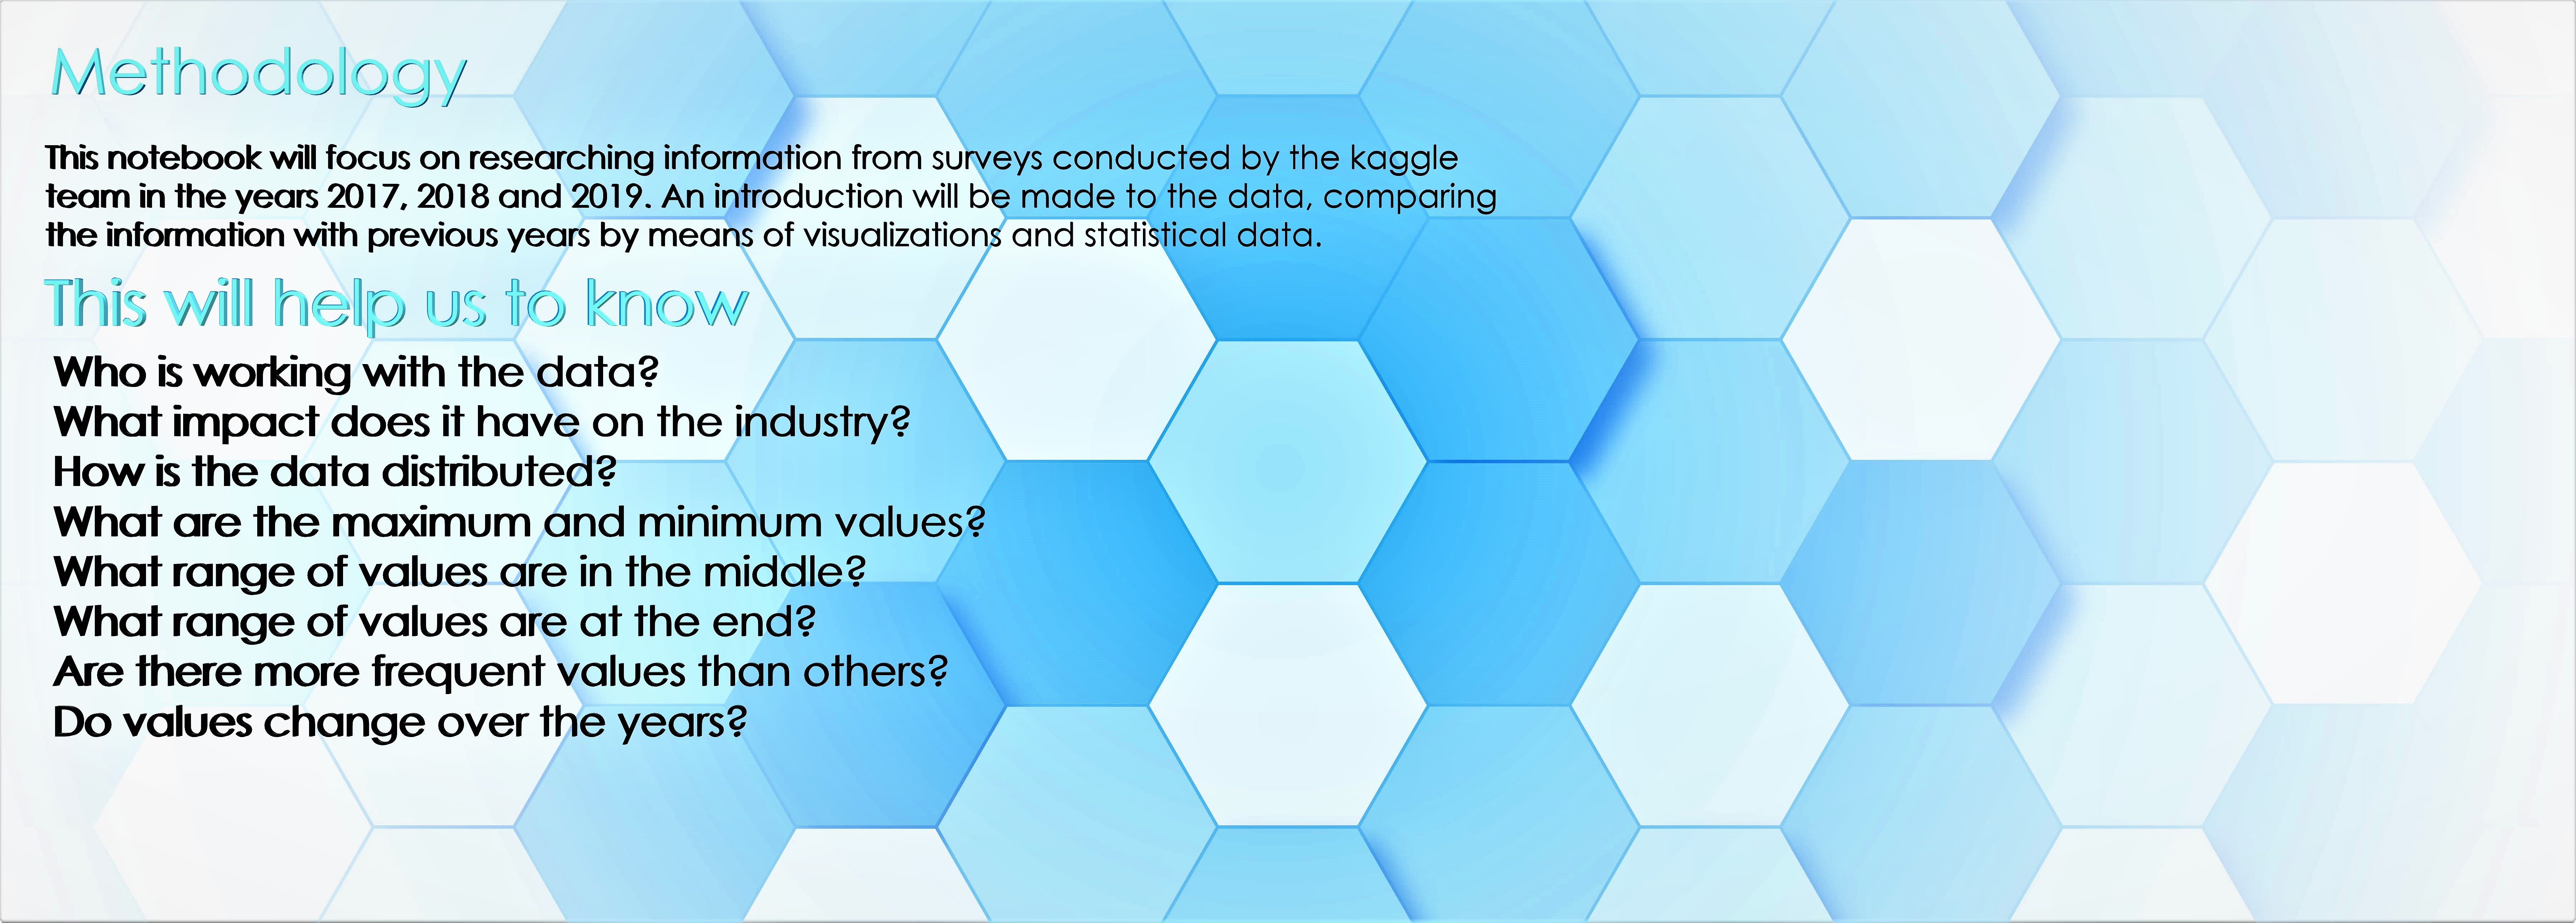 Methodology
This notebook will focus on researching information from surveys conducted by the kaggle
team in the years 2017, 2018 and 2019. An introduction will be made to the data, comparing
the information with previous years by means of visualizations and statistical data.
This will help us to know
Who is working with the data?
What impact does it have on the industry?
How is the data distributed?
What are the maximum and minimum values?
What range of values are in the middle?
What range of values are at the end?
Are there more frequent values than others?
Do values change over the years?